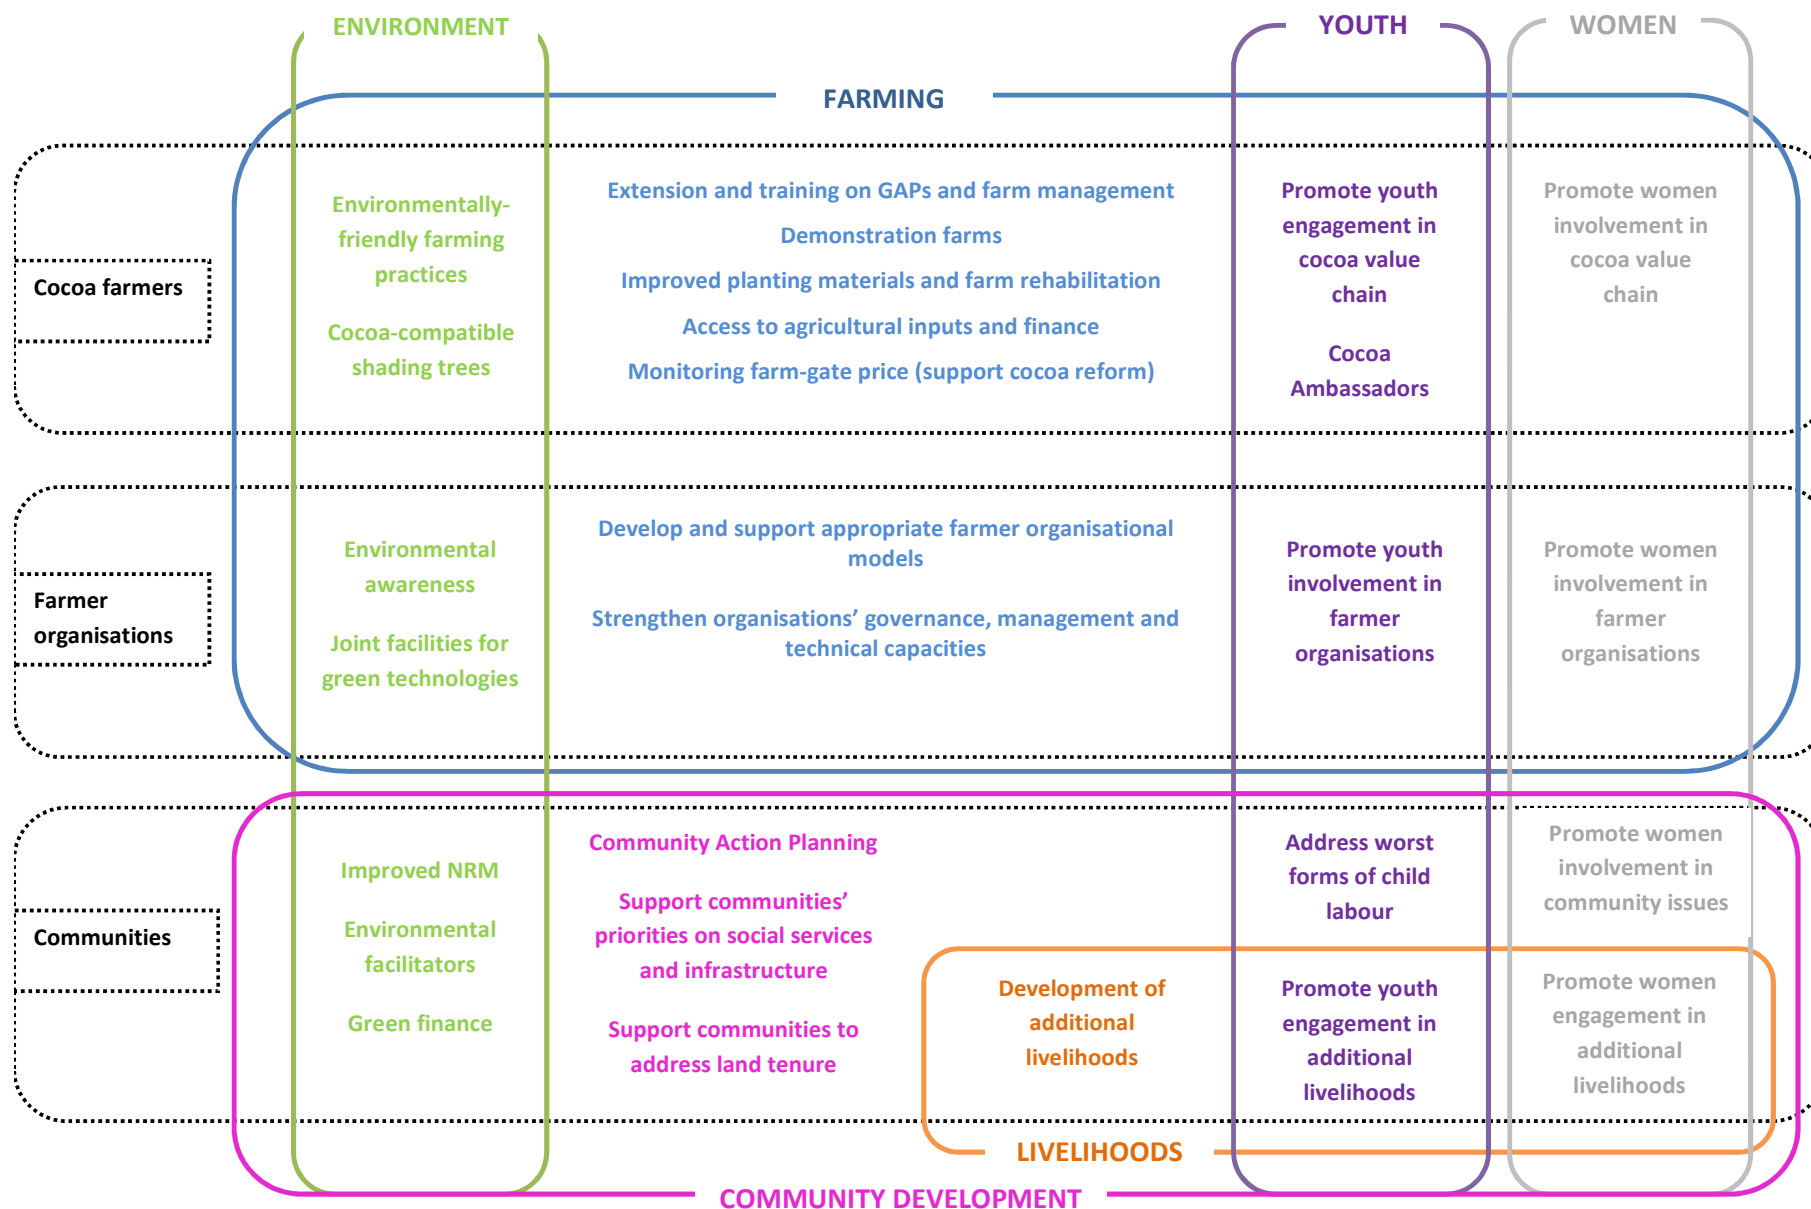 ENVIRONMENT
YOUTH
WOMEN
FARMING
Cocoa farmers
Environmentally-
friendly farming
practices
Cocoa-compatible
shading trees
Extension and training on GAPs and farm management
Demonstration farms
Improved planting materials and farm rehabilitation
Access to agricultural inputs and finance
Monitoring farm-gate price (support cocoa reform)
Promote youth
engagement in
cocoa value
chain
Cocoa
Ambassadors
Promote women
involvement in
cocoa value
chain
Farmer
organisations
Environmental
awareness
Joint facilities for
green technologies
Develop and support appropriate farmer organisational
models
Strengthen organisations’ governance, management and
technical capacities
Promote youth
involvement in
farmer
organisations
Promote women
involvement in
farmer
organisations
Communities
Improved NRM
Environmental
facilitators
Green finance
Community Action Planning
Support communities’
priorities on social services
and infrastructure
Support communities to
address land tenure
Development of
additional
livelihoods
Address worst
forms of child
labour
Promote youth
engagement in
additional
livelihoods
Promote women
involvement in
community issues
Promote women
engagement in
additional
livelihoods
LIVELIHOODS
COMMUNITY DEVELOPMENT